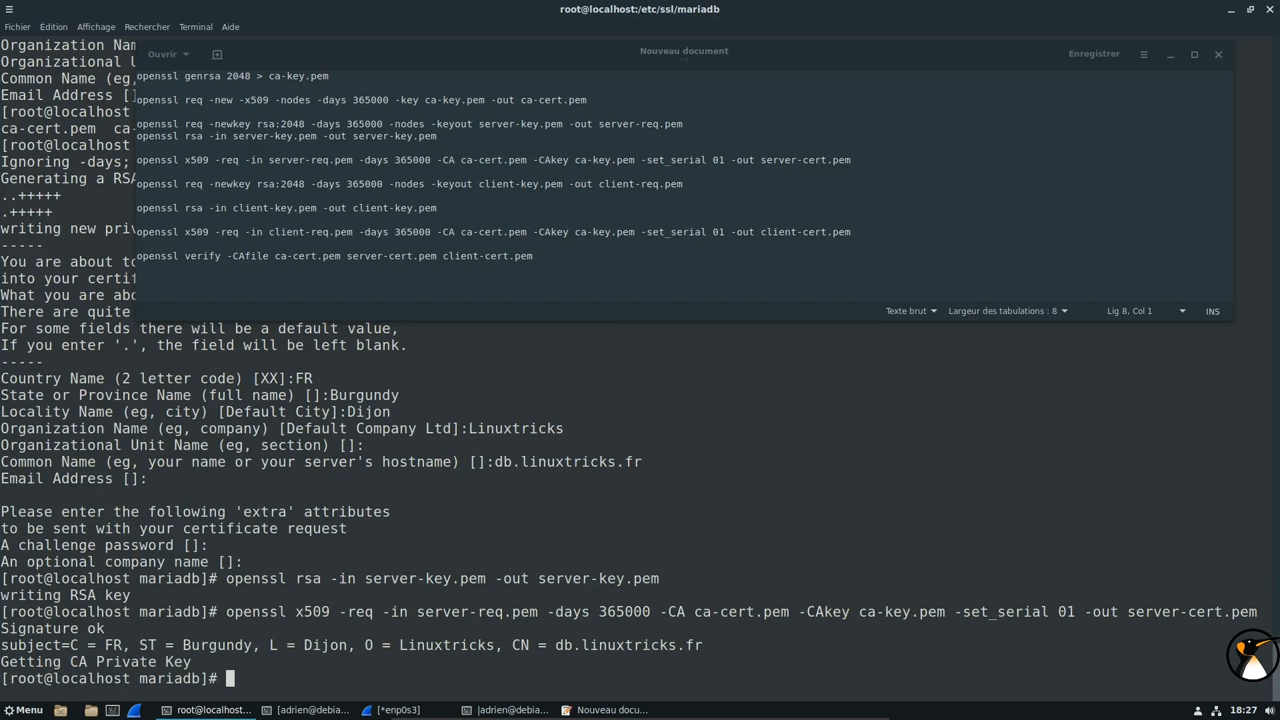 root@localhost:/etc/ssl/mariadb
Fichier Édition Affichage Rechercher Terminal Aide
Organization Nam
Organizational U
Common Name (eg,
Email Address []
[root@localhost
ca-cert.pem ca-
[root@localhost
Ignoring -days;
Generating a RSA
..+++++
.+++++
writing new priv
-----
You are about to
into your certif
What you are abo
There are quite
Ouvrir Nouveau document Enregistrer
openssl genrsa 2048 > ca-key.pem
openssl req -new -x509 -nodes -days 365000 -key ca-key.pem -out ca-cert.pem
openssl req -newkey rsa:2048 -days 365000 -nodes -keyout server-key.pem -out server-req.pem
openssl rsa -in server-key.pem -out server-key.pem
openssl x509 -req -in server-req.pem -days 365000 -CA ca-cert.pem -CAkey ca-key.pem -set_serial 01 -out server-cert.pem
openssl req -newkey rsa:2048 -days 365000 -nodes -keyout client-key.pem -out client-req.pem
openssl rsa -in client-key.pem -out client-key.pem
openssl x509 -req -in client-req.pem -days 365000 -CA ca-cert.pem -CAkey ca-key.pem -set_serial 01 -out client-cert.pem
openssl verify -CAfile ca-cert.pem server-cert.pem client-cert.pem
Texte brut Largeur des tabulations : 8 Lig 8, Col 1 INS
For some fields there will be a default value,
If you enter '.', the field will be left blank.
-----
Country Name (2 letter code) [XX]:FR
State or Province Name (full name) []:Burgundy
Locality Name (eg, city) [Default City]:Dijon
Organization Name (eg, company) [Default Company Ltd]:Linuxtricks
Organizational Unit Name (eg, section) []:
Common Name (eg, your name or your server's hostname) []:db.linuxtricks.fr
Email Address []:
Please enter the following 'extra' attributes
to be sent with your certificate request
A challenge password []:
An optional company name []:
[root@localhost mariadb]# openssl rsa -in server-key.pem -out server-key.pem
writing RSA key
[root@localhost mariadb]# openssl x509 -req -in server-req.pem -days 365000 -CA ca-cert.pem -CAkey ca-key.pem -set_serial 01 -out server-cert.pem
Signature ok
subject=C = FR, ST = Burgundy, L = Dijon, O = Linuxtricks, CN = db.linuxtricks.fr
Getting CA Private Key
[root@localhost mariadb]#
Menu root@localhost:... [adrien@debia... [*enp0s3] |adrien@debia... Nouveau docu... 18:27